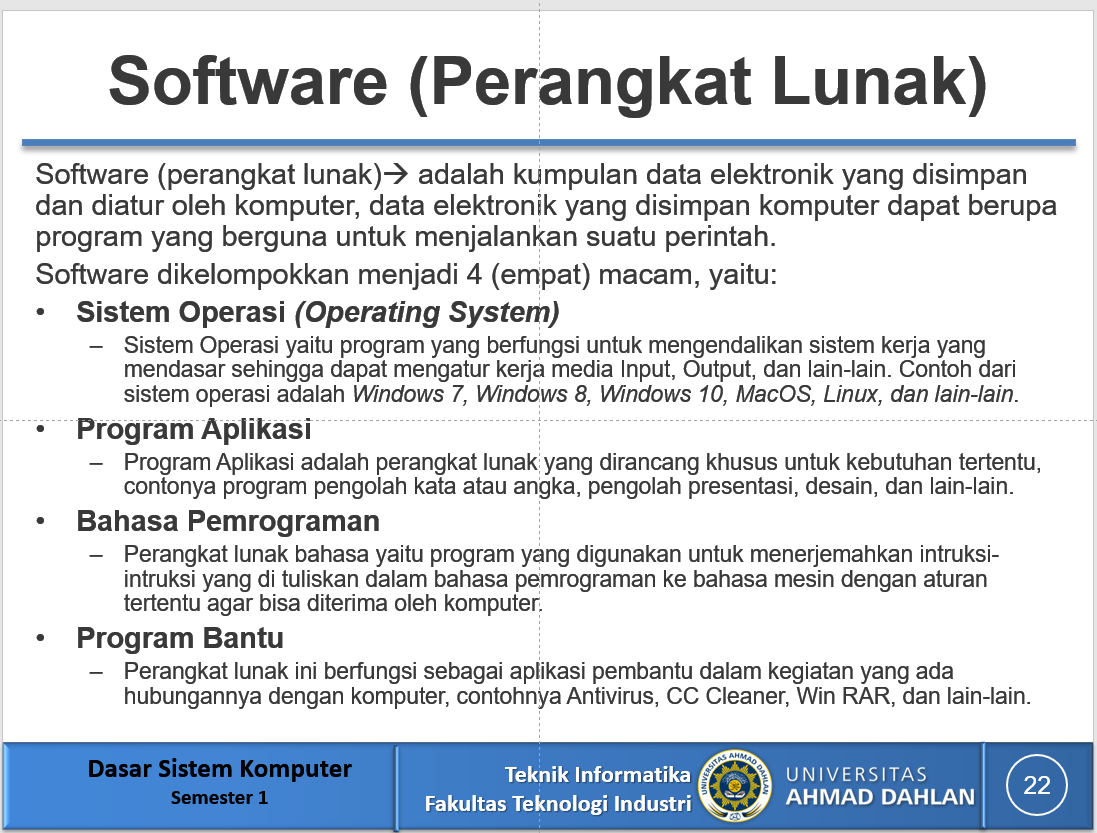 Software (Perangkat Lunak)
Software (perangkat lunak)→ adalah kumpulan data elektronik yang disimpan
dan diatur oleh komputer, data elektronik yang disimpan komputer dapat berupa
program yang berguna untuk menjalankan suatu perintah.
Software dikelompokkan menjadi 4 (empat) macam, yaitu:
• Sistem Operasi (Operating System)
– Sistem Operasi yaitu program yang berfungsi untuk mengendalikan sistem kerja yang
mendasar sehingga dapat mengatur kerja media Input, Output, dan lain-lain. Contoh dari
sistem operasi adalah Windows 7, Windows 8, Windows 10, MacOS, Linux, dan lain-lain.
• Program Aplikasi
– Program Aplikasi adalah perangkat lunak yang dirancang khusus untuk kebutuhan tertentu,
contonya program pengolah kata atau angka, pengolah presentasi, desain, dan lain-lain.
• Bahasa Pemrograman
– Perangkat lunak bahasa yaitu program yang digunakan untuk menerjemahkan intruksi-
intruksi yang di tuliskan dalam bahasa pemrograman ke bahasa mesin dengan aturan
tertentu agar bisa diterima oleh komputer.
• Program Bantu
– Perangkat lunak ini berfungsi sebagai aplikasi pembantu dalam kegiatan yang ada
hubungannya dengan komputer, contohnya Antivirus, CC Cleaner, Win RAR, dan lain-lain.
Dasar Sistem Komputer
Semester 1
Teknik Informatika
Fakultas Teknologi Industri
UNIVERSITAS AHMAD DAHLAN
UNIVERSITAS
AHMAD DAHLAN
22